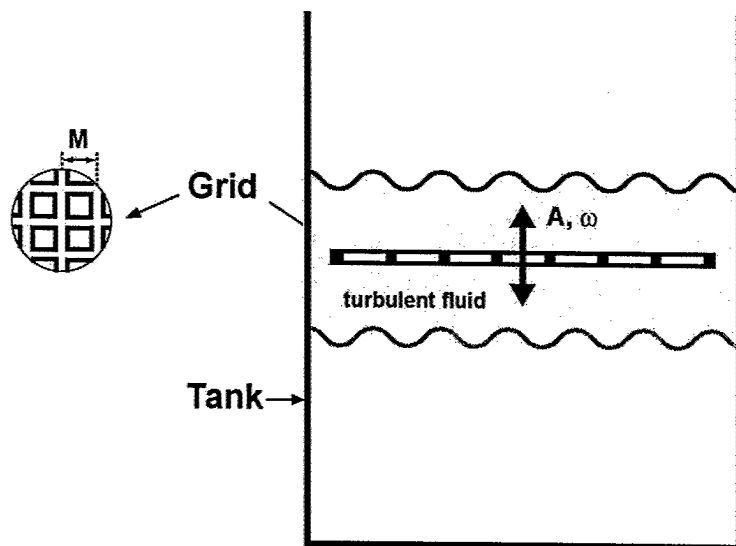 M
Grid
A, ω
turbulent fluid
Tank